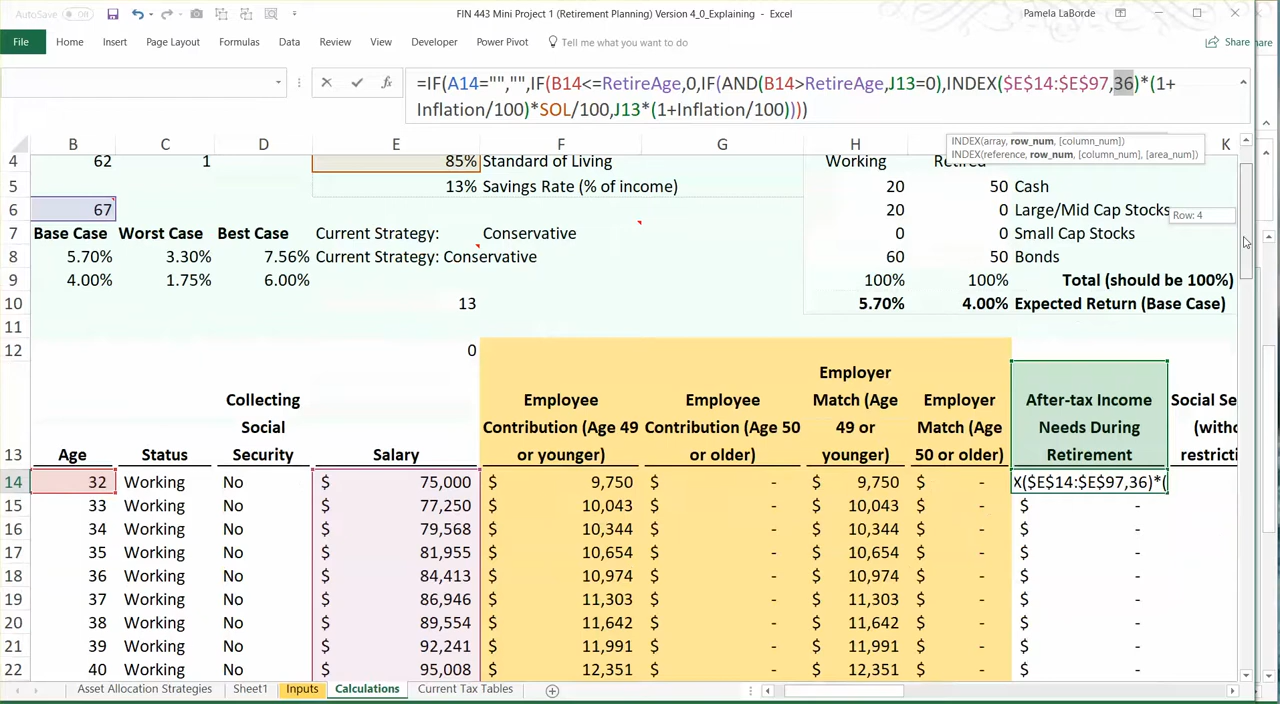 AutoSave Off FIN 443 Mini Project 1 (Retirement Planning) Version 4_0_Explaining - Excel Pamela LaBorde
File Home Insert Page Layout Formulas Data Review View Developer Power Pivot Tell me what you want to do Share hare
fx =IF(A14="","",IF(B14<=RetireAge,0,IF(AND(B14>RetireAge,J13=0),INDEX($E$14:$E$97,36)*(1+
Inflation/100)*SOL/100,J13*(1+Inflation/100))))
INDEX(array, row_num, [column_num])
INDEX(reference, row_num, [column_num], [area_num])
B C D E F G H K
4 62 1 85% Standard of Living Working Retired
5 13% Savings Rate (% of income) 20 50 Cash
6 67 20 0 Large/Mid Cap Stocks Row: 4
7 Base Case Worst Case Best Case Current Strategy: Conservative 0 0 Small Cap Stocks
8 5.70% 3.30% 7.56% Current Strategy: Conservative 60 50 Bonds
9 4.00% 1.75% 6.00% 100% 100% Total (should be 100%)
10 13 5.70% 4.00% Expected Return (Base Case)
11
12 0
Employer
Collecting Employee Employee Match (Age Employer After-tax Income Social Se
Social Contribution (Age 49 Contribution (Age 50 49 or Match (Age Needs During (witho
13 Age Status Security Salary or younger) or older) younger) 50 or older) Retirement restricti
14 32 Working No $ 75,000 $ 9,750 $ - $ 9,750 $ - X($E$14:$E$97,36)*(
15 33 Working No $ 77,250 $ 10,043 $ - $ 10,043 $ - $ -
16 34 Working No $ 79,568 $ 10,344 $ - $ 10,344 $ - $ -
17 35 Working No $ 81,955 $ 10,654 $ - $ 10,654 $ - $ -
18 36 Working No $ 84,413 $ 10,974 $ - $ 10,974 $ - $ -
19 37 Working No $ 86,946 $ 11,303 $ - $ 11,303 $ - $ -
20 38 Working No $ 89,554 $ 11,642 $ - $ 11,642 $ - $ -
21 39 Working No $ 92,241 $ 11,991 $ - $ 11,991 $ - $ -
22 40 Working No $ 95,008 $ 12,351 $ - $ 12,351 $ - $ -
Asset Allocation Strategies Sheet1 Inputs Calculations Current Tax Tables